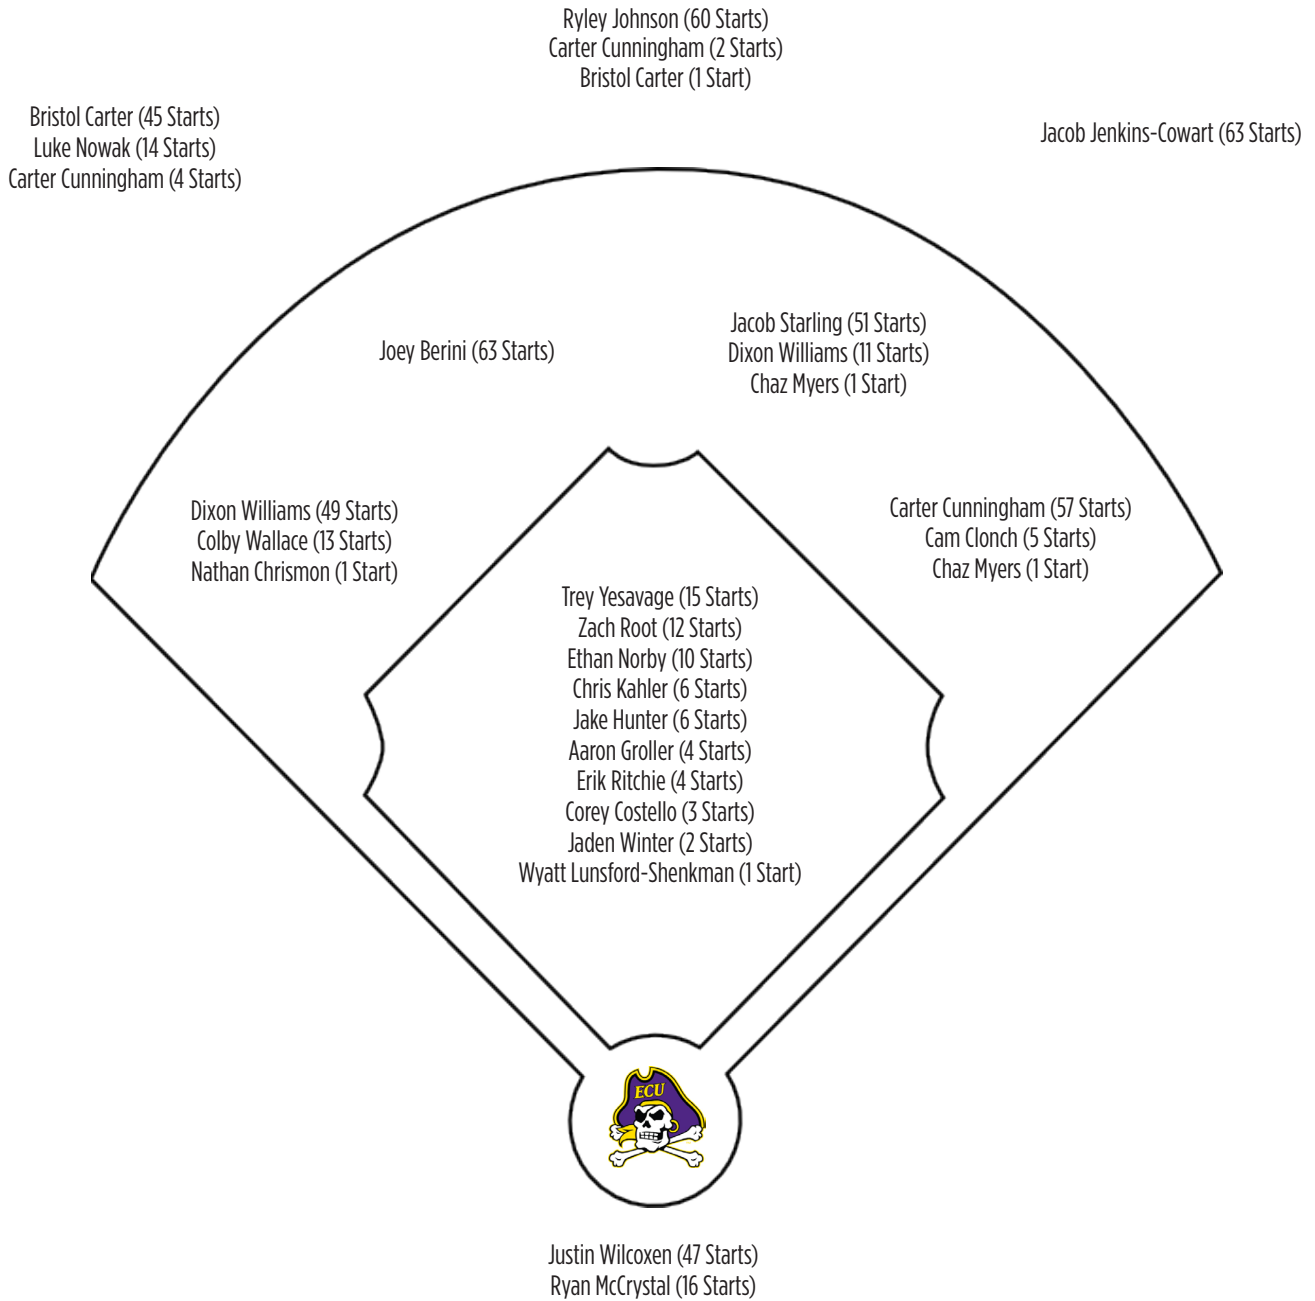 Ryley Johnson (60 Starts)
Carter Cunningham (2 Starts)
Bristol Carter (1 Start)
Bristol Carter (45 Starts)
Luke Nowak (14 Starts)
Carter Cunningham (4 Starts)
Jacob Jenkins-Cowart (63 Starts)
Joey Berini (63 Starts)
Jacob Starling (51 Starts)
Dixon Williams (11 Starts)
Chaz Myers (1 Start)
Dixon Williams (49 Starts)
Colby Wallace (13 Starts)
Nathan Chrismon (1 Start)
Carter Cunningham (57 Starts)
Cam Clonch (5 Starts)
Chaz Myers (1 Start)
Trey Yesavage (15 Starts)
Zach Root (12 Starts)
Ethan Norby (10 Starts)
Chris Kahler (6 Starts)
Jake Hunter (6 Starts)
Aaron Groller (4 Starts)
Erik Ritchie (4 Starts)
Corey Costello (3 Starts)
Jaden Winter (2 Starts)
Wyatt Lunsford-Shenkman (1 Start)
ECU
Justin Wilcoxen (47 Starts)
Ryan McCrystal (16 Starts)